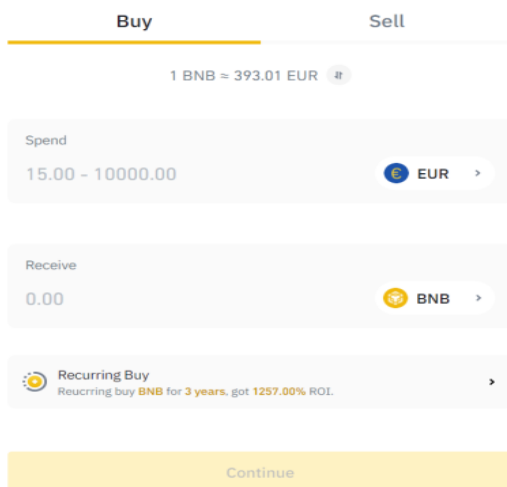 Buy
Sell
1 BNB ≈ 393.01 EUR
Spend
15.00 - 10000.00
€ EUR
Receive
0.00
BNB
Recurring Buy
Reucrring buy BNB for 3 years, got 1257.00% ROI.
Continue